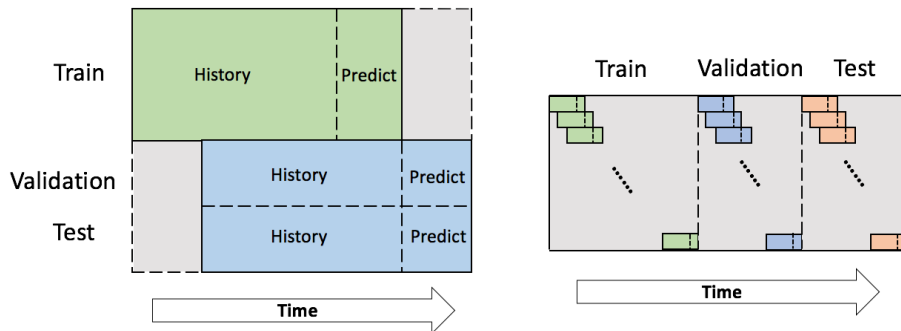 Train
History
Predict
Validation
History
Predict
Test
History
Predict
Time
Train Validation Test
Time